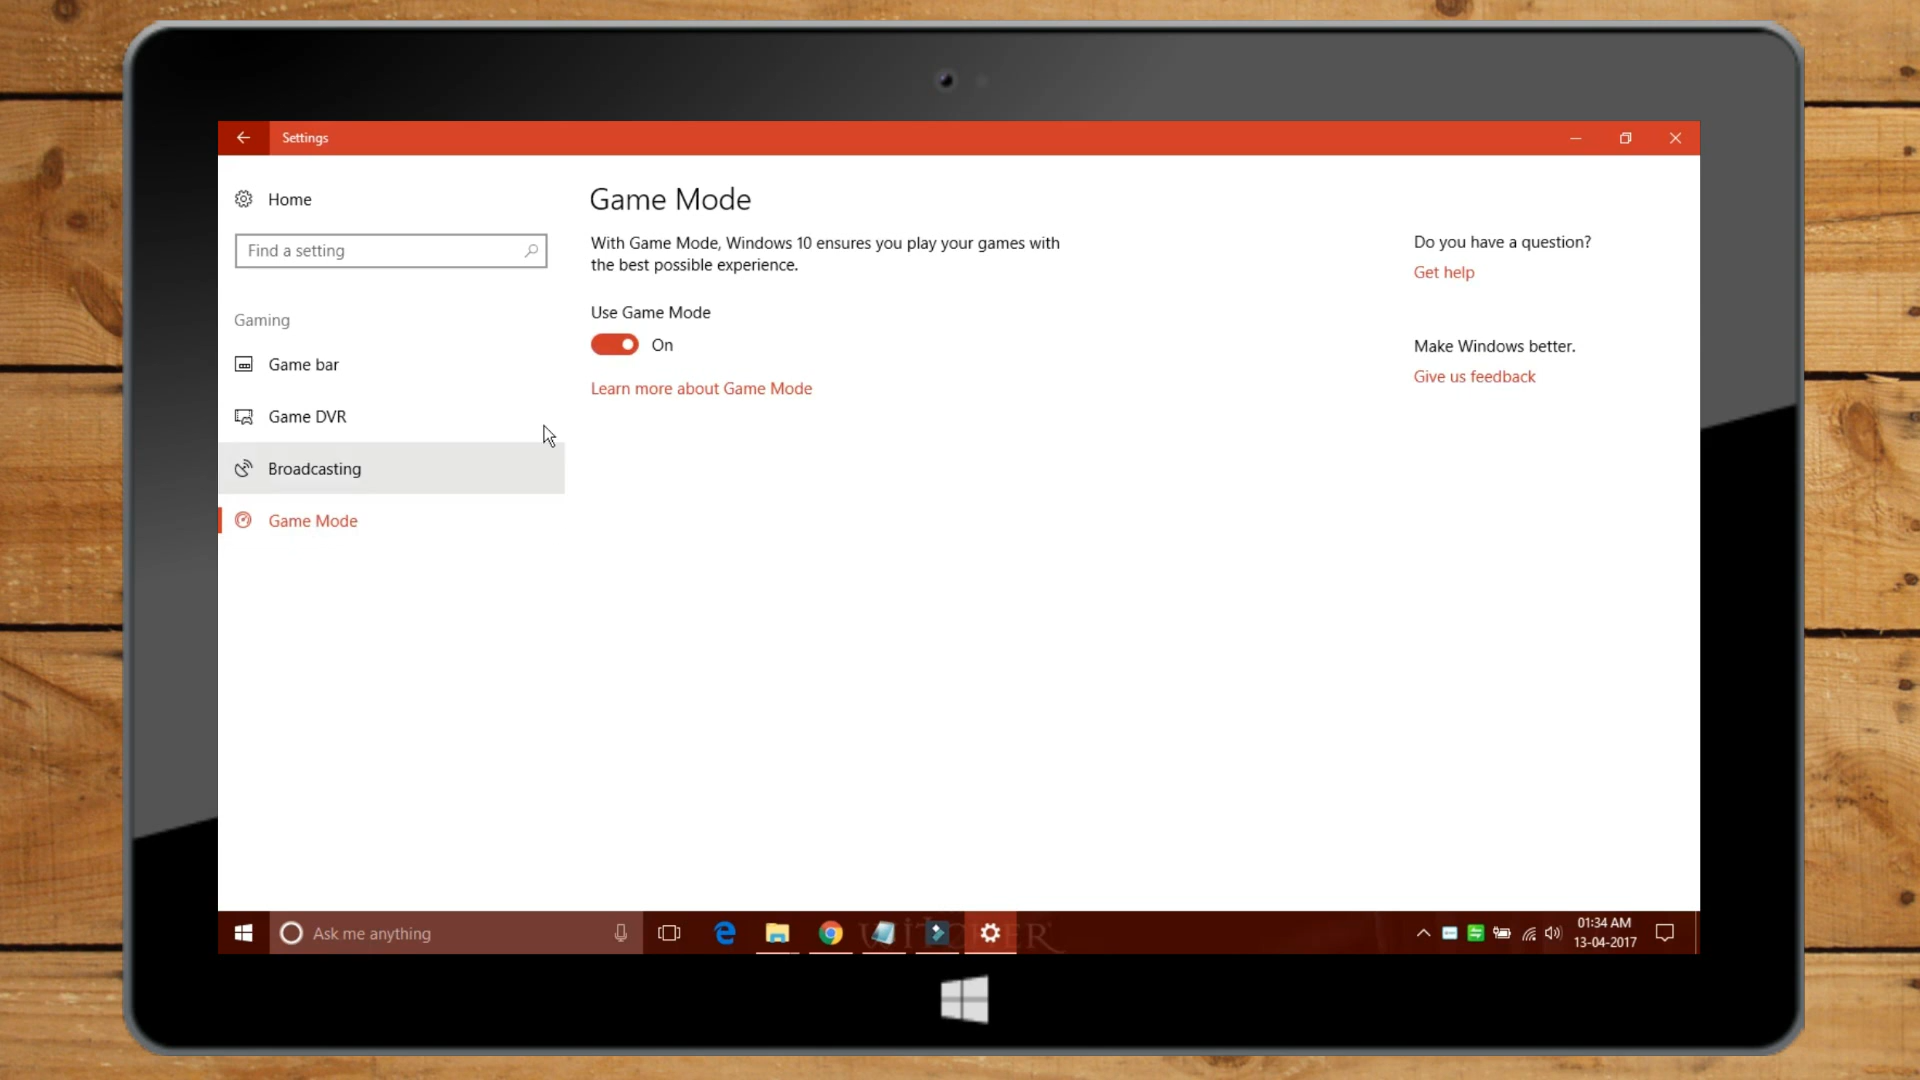 Settings
Home
Find a setting
Gaming
Game bar
Game DVR
Broadcasting
Game Mode
Game Mode
With Game Mode, Windows 10 ensures you play your games with
the best possible experience.
Use Game Mode
On
Learn more about Game Mode
Do you have a question?
Get help
Make Windows better.
Give us feedback
Ask me anything
01:34 AM
13-04-2017